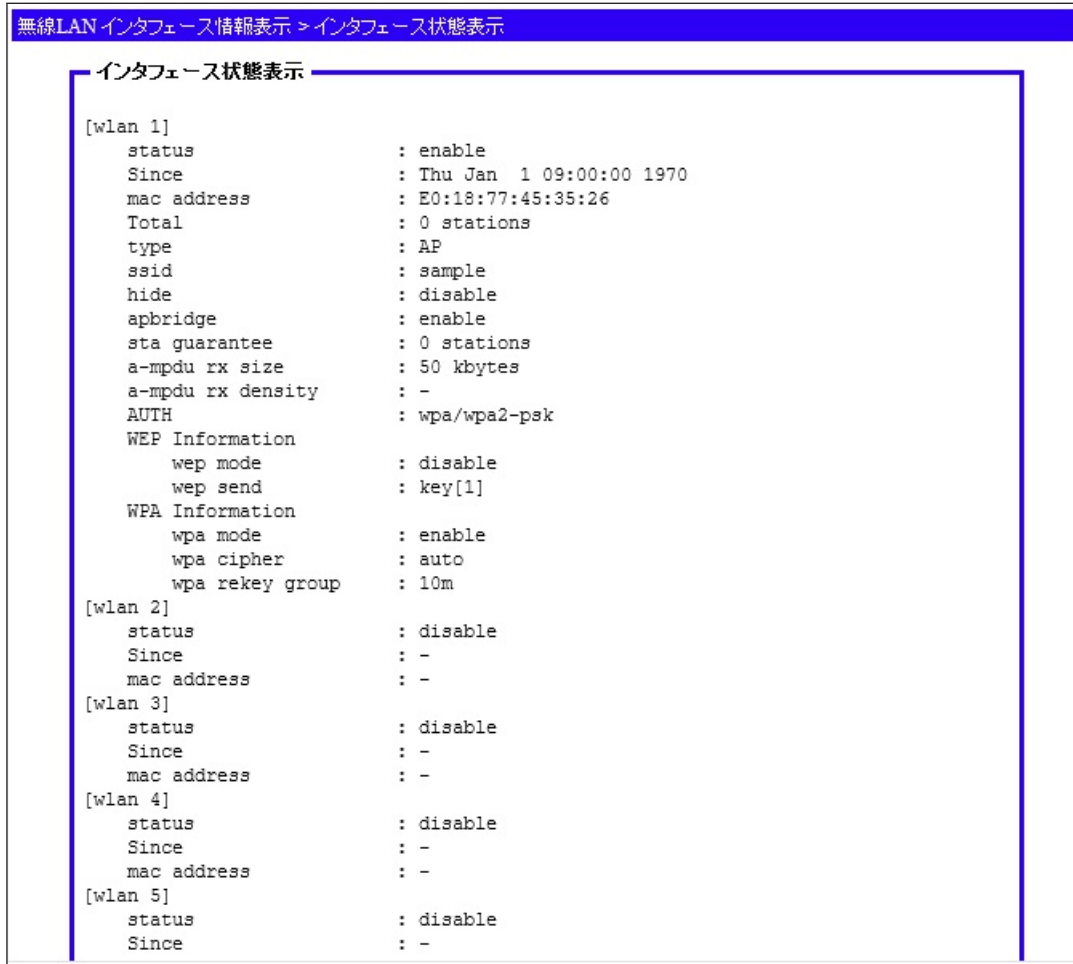 無線LAN インタフェース情報表示 > インタフェース状態表示
インタフェース状態表示
[wlan 1]
status : enable
Since : Thu Jan  1 09:00:00 1970
mac address : E0:18:77:45:35:26
Total : 0 stations
type : AP
ssid : sample
hide : disable
apbridge : enable
sta guarantee : 0 stations
a-mpdu rx size : 50 kbytes
a-mpdu rx density : -
AUTH : wpa/wpa2-psk
WEP Information
wep mode : disable
wep send : key[1]
WPA Information
wpa mode : enable
wpa cipher : auto
wpa rekey group : 10m
[wlan 2]
status : disable
Since : -
mac address : -
[wlan 3]
status : disable
Since : -
mac address : -
[wlan 4]
status : disable
Since : -
mac address : -
[wlan 5]
status : disable
Since : -